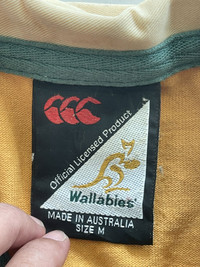 Official Licensed Product
Wallabies
MADE IN AUSTRALIA
SIZE M